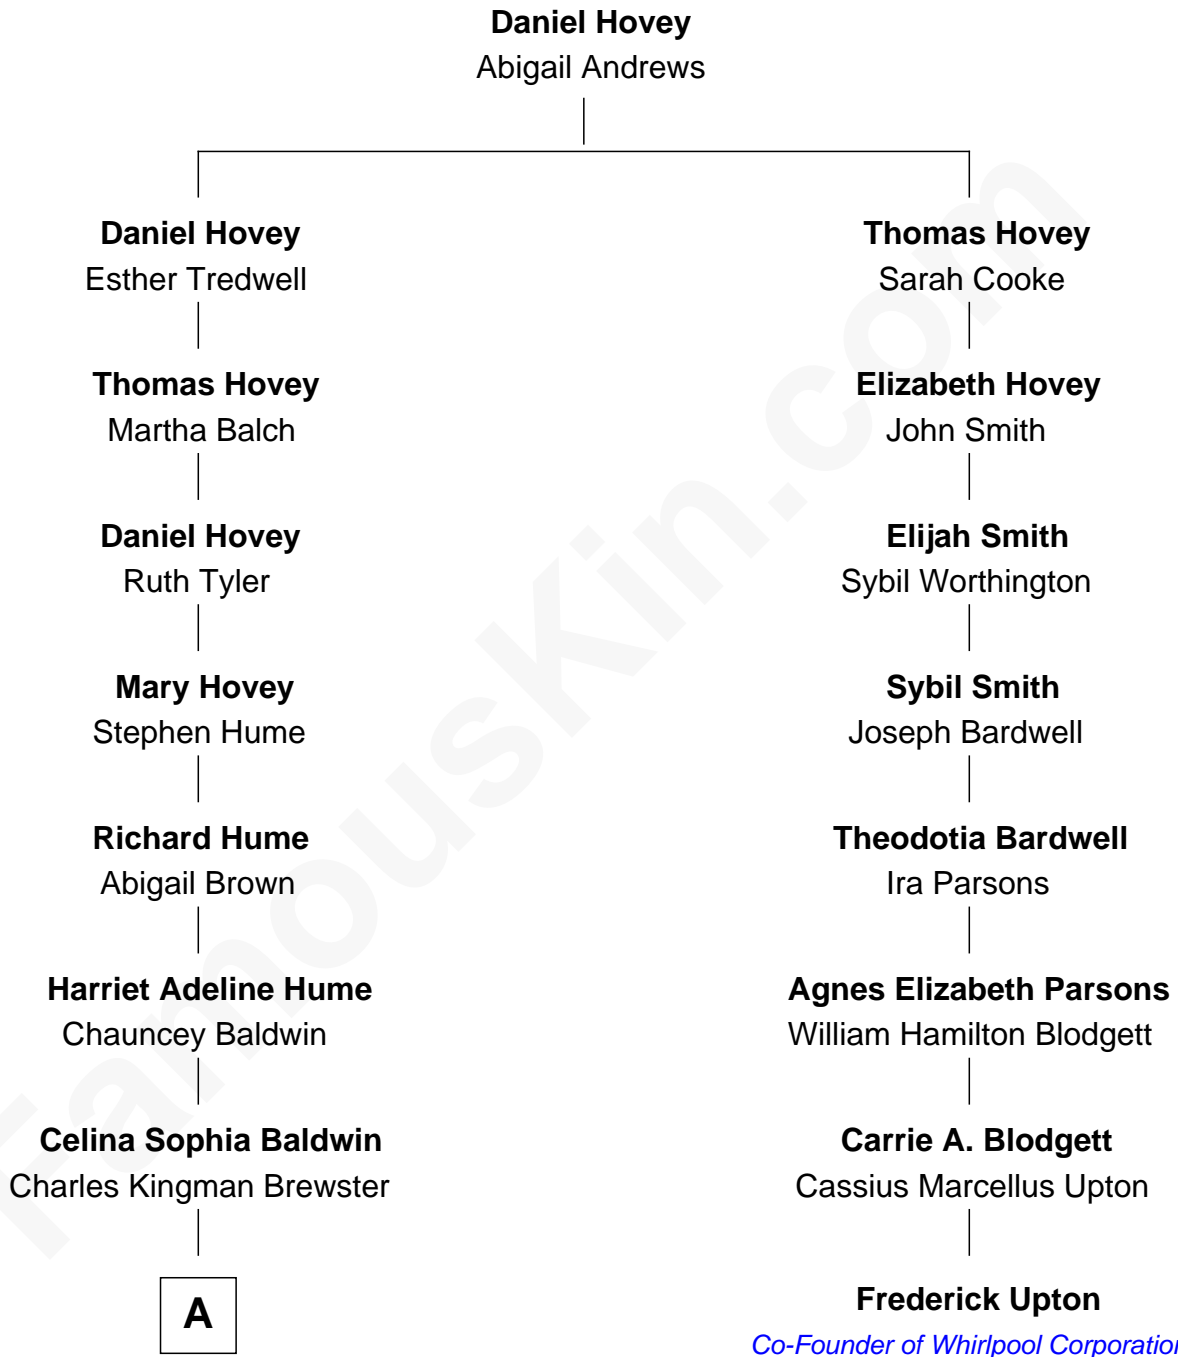 Daniel Hovey
Abigail Andrews
Daniel Hovey
Esther Tredwell
Thomas Hovey
Sarah Cooke
Thomas Hovey
Martha Balch
Elizabeth Hovey
John Smith
Daniel Hovey
Ruth Tyler
Elijah Smith
Sybil Worthington
Mary Hovey
Stephen Hume
Sybil Smith
Joseph Bardwell
Richard Hume
Abigail Brown
Theodotia Bardwell
Ira Parsons
Harriet Adeline Hume
Chauncey Baldwin
Agnes Elizabeth Parsons
William Hamilton Blodgett
Celina Sophia Baldwin
Charles Kingman Brewster
Carrie A. Blodgett
Cassius Marcellus Upton
A
Frederick Upton
Co-Founder of Whirlpool Corporation
FamousKin.com